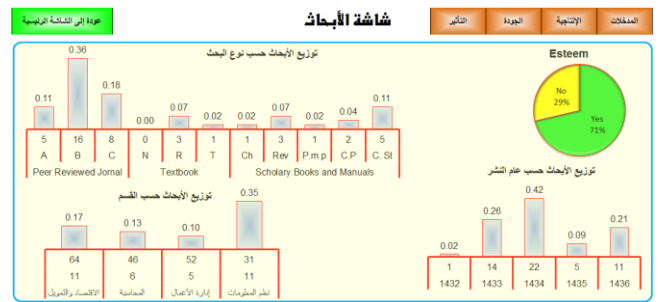 عودة إلى الشاشة الرئيسية
شاشة الأبحاث
التأثير الجودة الإنتاجية المدخلات
توزيع الأبحاث حسب نوع البحث
0.11 0.36 0.18 0.00 0.07 0.02 0.02 0.07 0.02 0.04 0.11
5 16 8 0 3 1 1 3 1 2 5
A B C N R T Ch Rev P.m.p C.P C. St
Peer Reviewed Jornal Textbook Scholary Books and Manuals
Esteem
No
29%
Yes
71%
توزيع الأبحاث حسب القسم
0.17 0.13 0.10 0.35
64 46 52 31
11 6 5 11
الاقتصاد والتمويل المحاسبة إدارة الأعمال نظم المعلومات
توزيع الأبحاث حسب عام النشر
0.02 0.26 0.42 0.09 0.21
1 14 22 5 11
1432 1433 1434 1435 1436